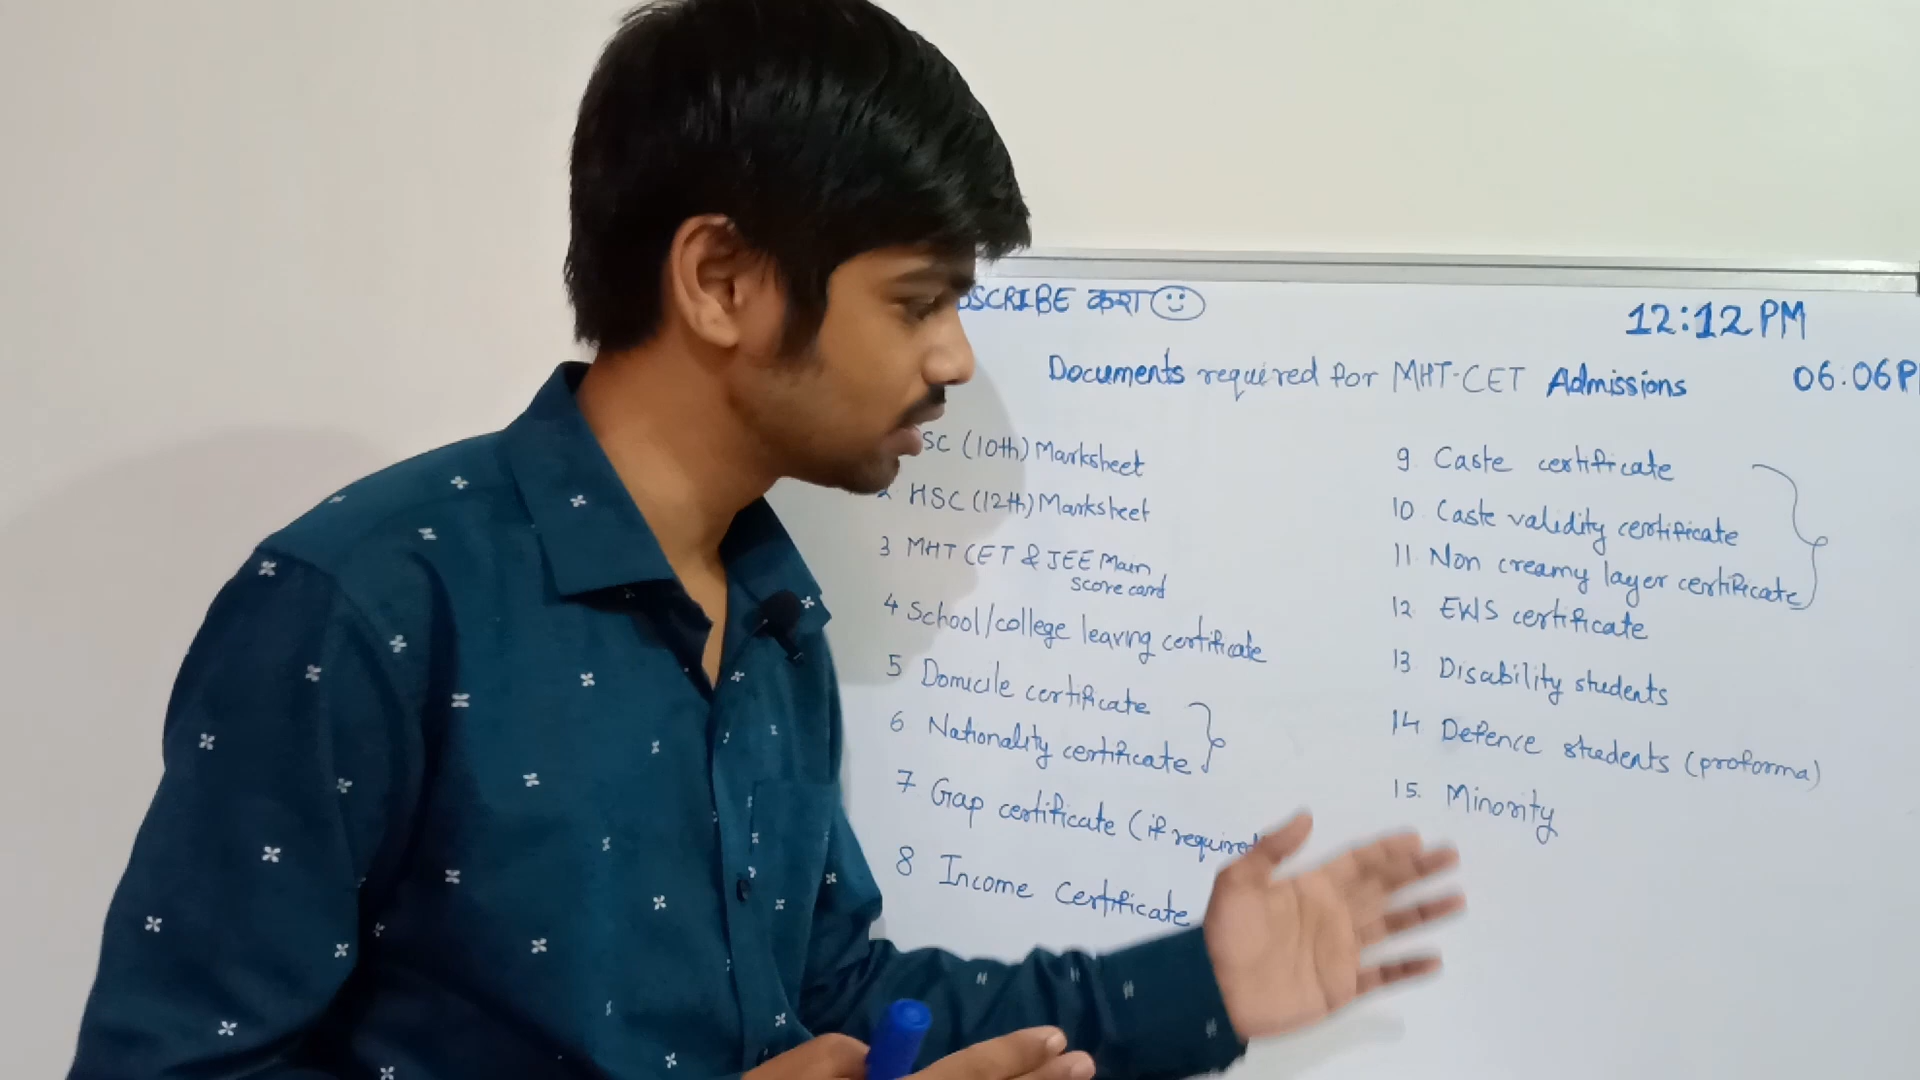 SCRIBE करा
12:12 PM
Documents required for MHT-CET Admissions
06:06 P
SC (10th) Marksheet
2 HSC (12th) Marksheet
3 MHT CET & JEE Main
score card
4 School/college leaving certificate
5 Domicile certificate
6 Nationality certificate
7 Gap certificate (if required
8 Income Certificate
9 Caste certificate
10 Caste validity certificate
11 Non creamy layer certificate
12 EWS certificate
13 Disability students
14 Defence students (proforma)
15. Minority